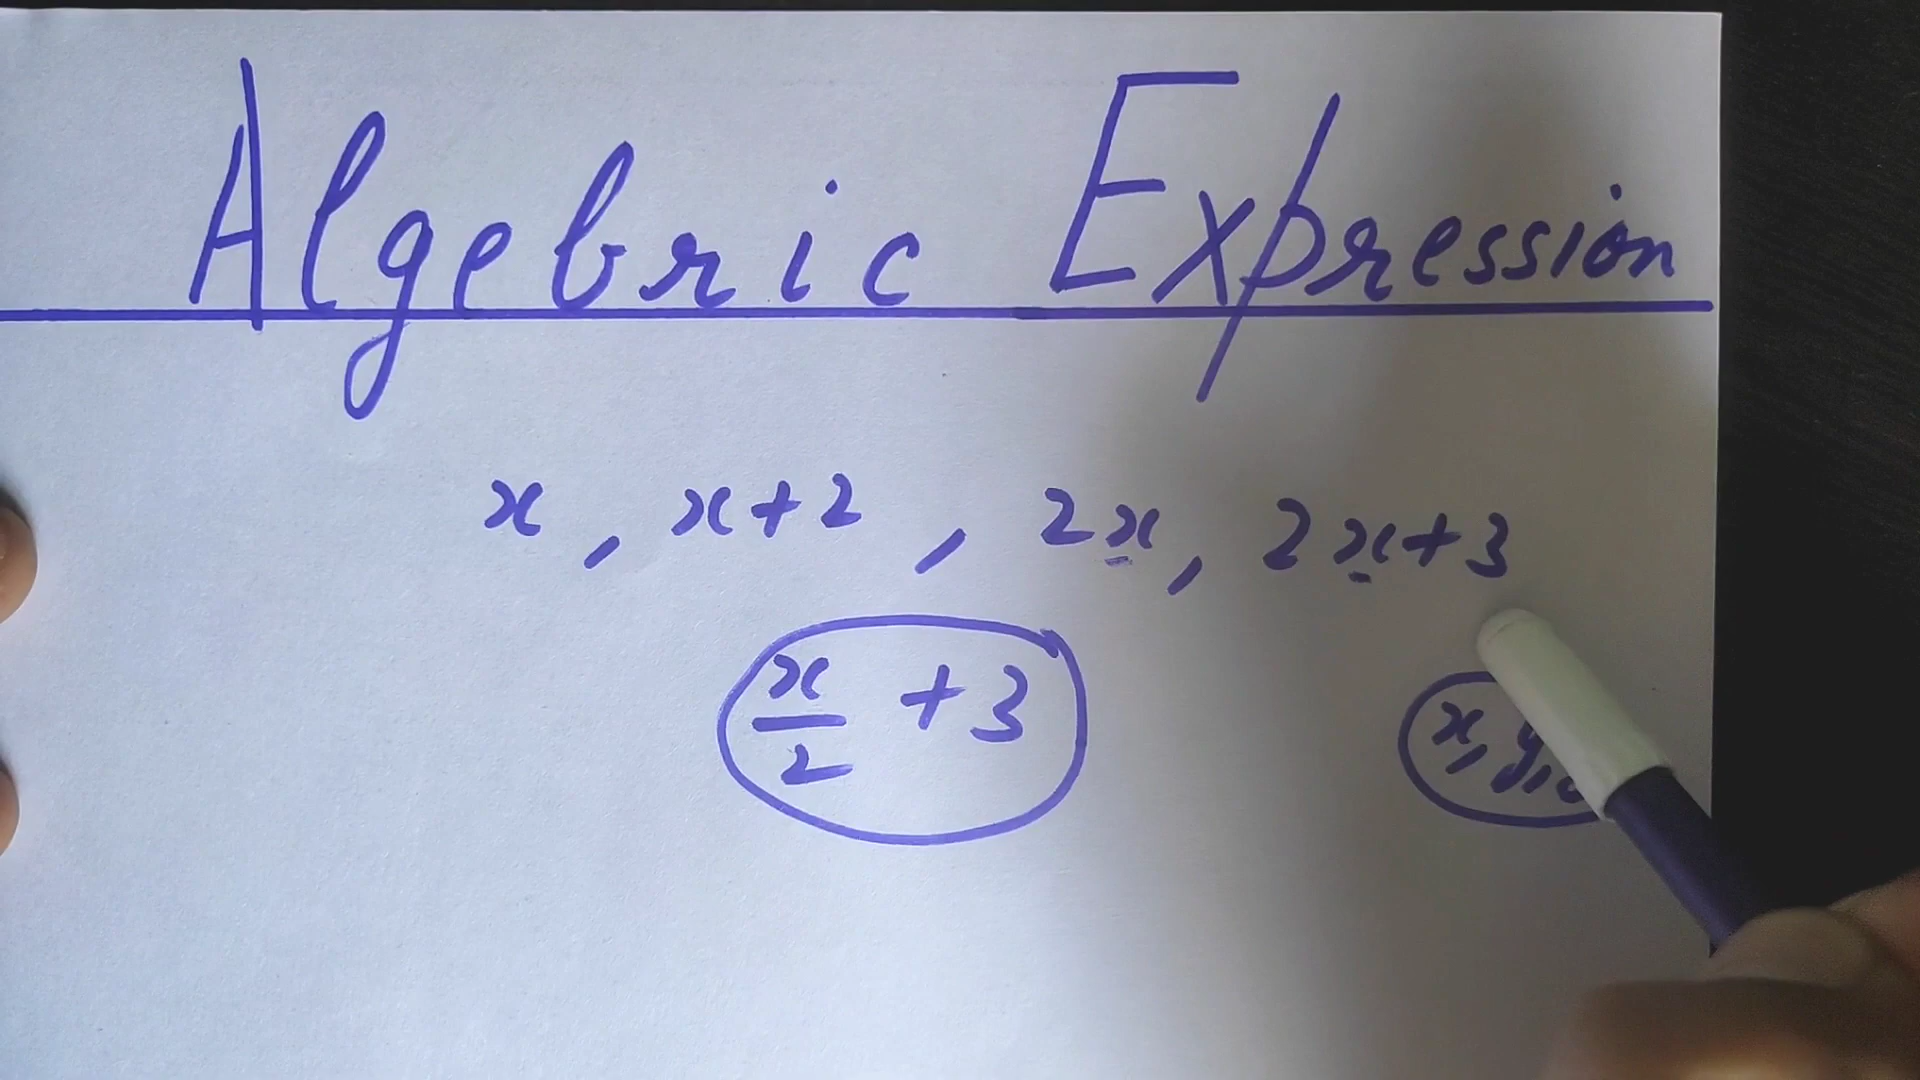 Algebric Expression
x , x+2 , 2x , 2x+3
x/2 +3
x, y,